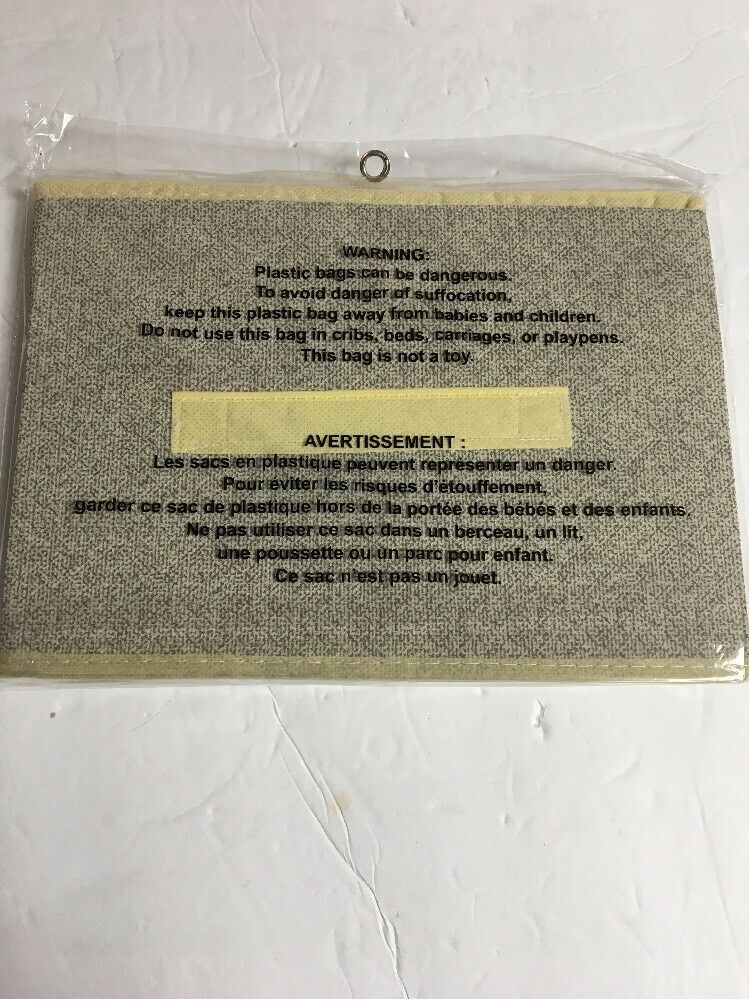 WARNING:
Plastic bags can be dangerous.
To avoid danger of suffocation,
keep this plastic bag away from babies and children.
Do not use this bag in cribs, beds, carriages, or playpens.
This bag is not a toy.
AVERTISSEMENT :
Les sacs en plastique peuvent représenter un danger.
Pour éviter les risques d'étouffement,
garder ce sac de plastique hors de la portée des bébés et des enfants.
Ne pas utiliser ce sac dans un berceau, un lit,
une poussette ou un parc pour enfant.
Ce sac n'est pas un jouet.